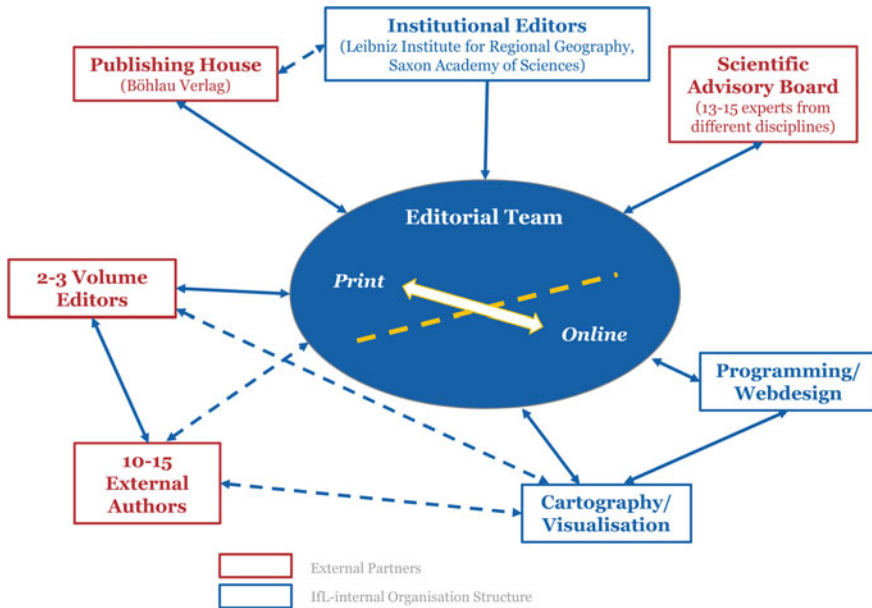 Institutional Editors
(Leibniz Institute for Regional Geography,
Saxon Academy of Sciences)
Publishing House
(Böhlau Verlag)
Scientific
Advisory Board
(13-15 experts from
different disciplines)
Editorial Team
Print
Online
2-3 Volume
Editors
Programming/
Webdesign
10-15
External
Authors
Cartography/
Visualisation
External Partners
IfL-internal Organisation Structure